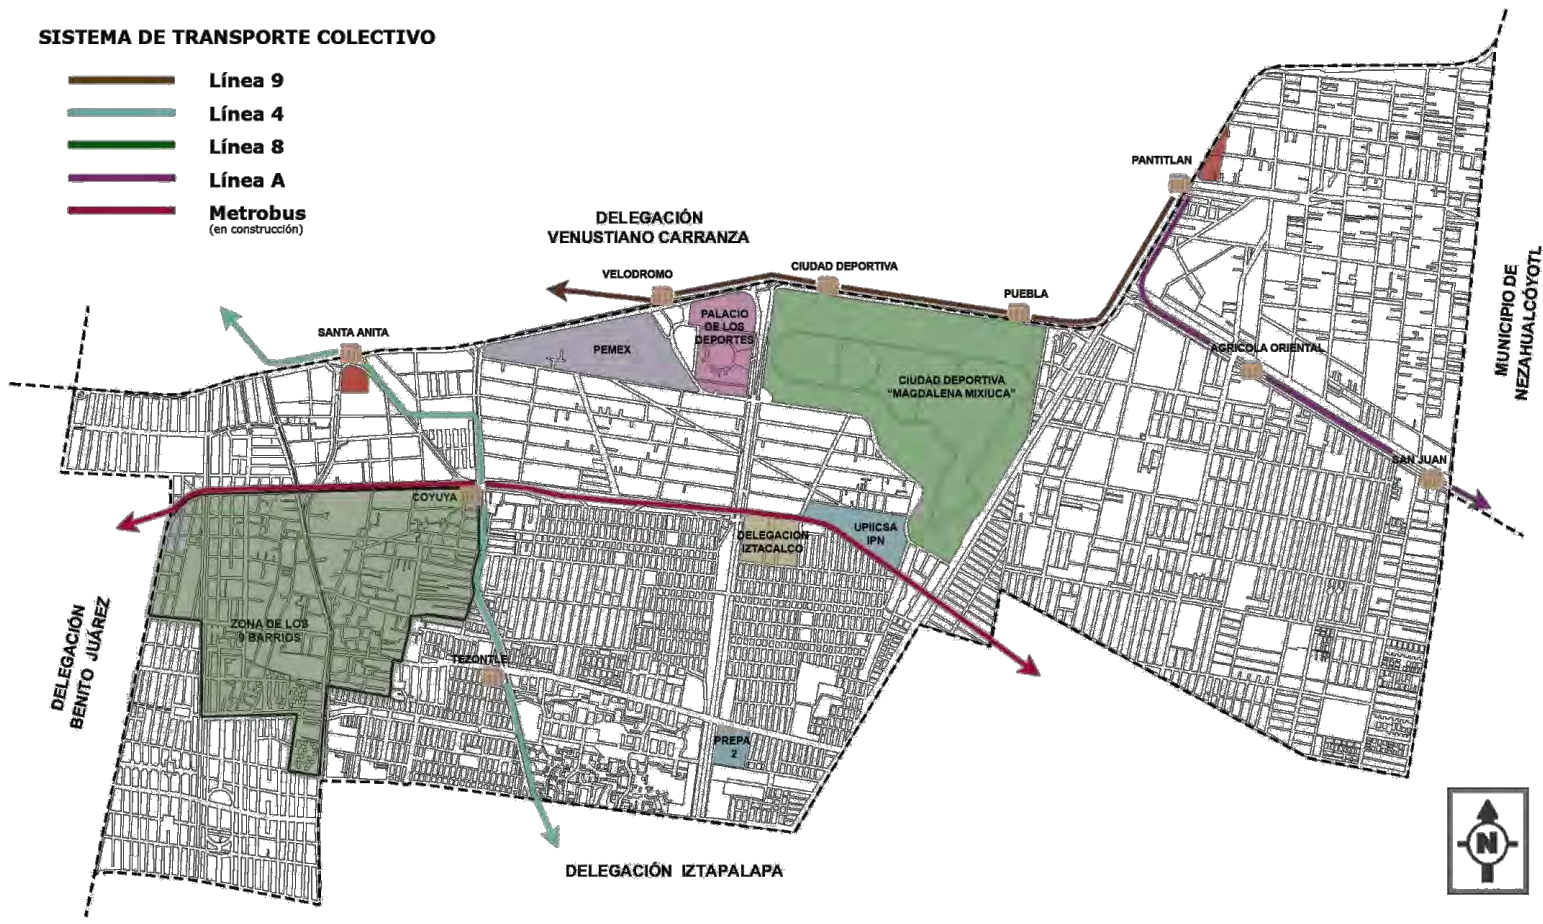 SISTEMA DE TRANSPORTE COLECTIVO
Línea 9
Línea 4
Línea 8
Línea A
Metrobus
(en construcción)
PANTITLAN
DELEGACIÓN
VENUSTIANO CARRANZA
VELODROMO
CIUDAD DEPORTIVA
PUEBLA
MUNICIPIO DE
NEZAHUALCÓYOTL
SANTA ANITA
PALACIO
DE LOS
DEPORTES
PEMEX
AGRICOLA ORIENTAL
CIUDAD DEPORTIVA
"MAGDALENA MIXIUCA"
SAN JUAN
COYUYA
DELEGACION
IZTACALCO
UPIICSA
IPN
DELEGACIÓN
BENITO JUÁREZ
ZONA DE LOS
9 BARRIOS
TEZONTLE
PREPA
2
DELEGACIÓN IZTAPALAPA
N